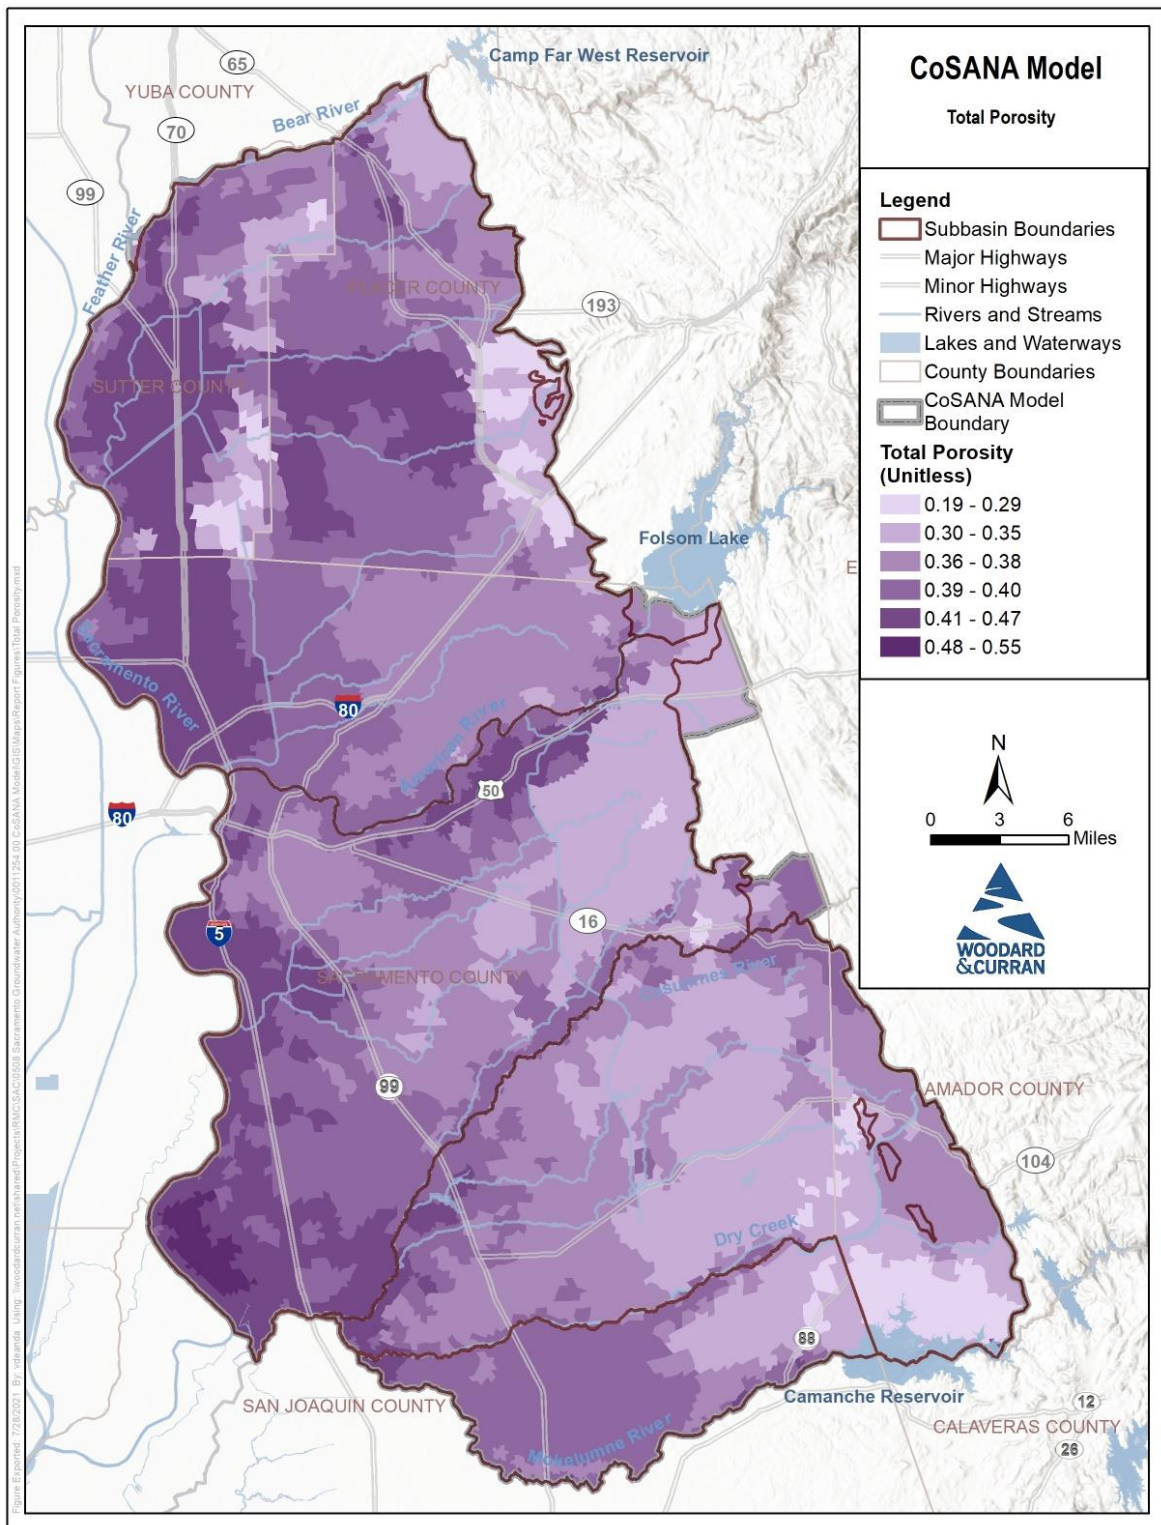 CoSANA Model
Total Porosity
Legend
Subbasin Boundaries
Major Highways
Minor Highways
Rivers and Streams
Lakes and Waterways
County Boundaries
CoSANA Model
Boundary
Total Porosity
(Unitless)
0.19 - 0.29
0.30 - 0.35
0.36 - 0.38
0.39 - 0.40
0.41 - 0.47
0.48 - 0.55
N
0 3 6
Miles
WOODARD
&CURRAN
Camp Far West Reservoir
65
YUBA COUNTY
Bear River
70
99
Feather River
PLACER COUNTY
193
SUTTER COUNTY
Folsom Lake
E
Sacramento River
80
American River
50
80
16
5
SACRAMENTO COUNTY
Cosumnes River
99
AMADOR COUNTY
104
Dry Creek
88
Camanche Reservoir
SAN JOAQUIN COUNTY
12
CALAVERAS COUNTY
26
Mokelumne River